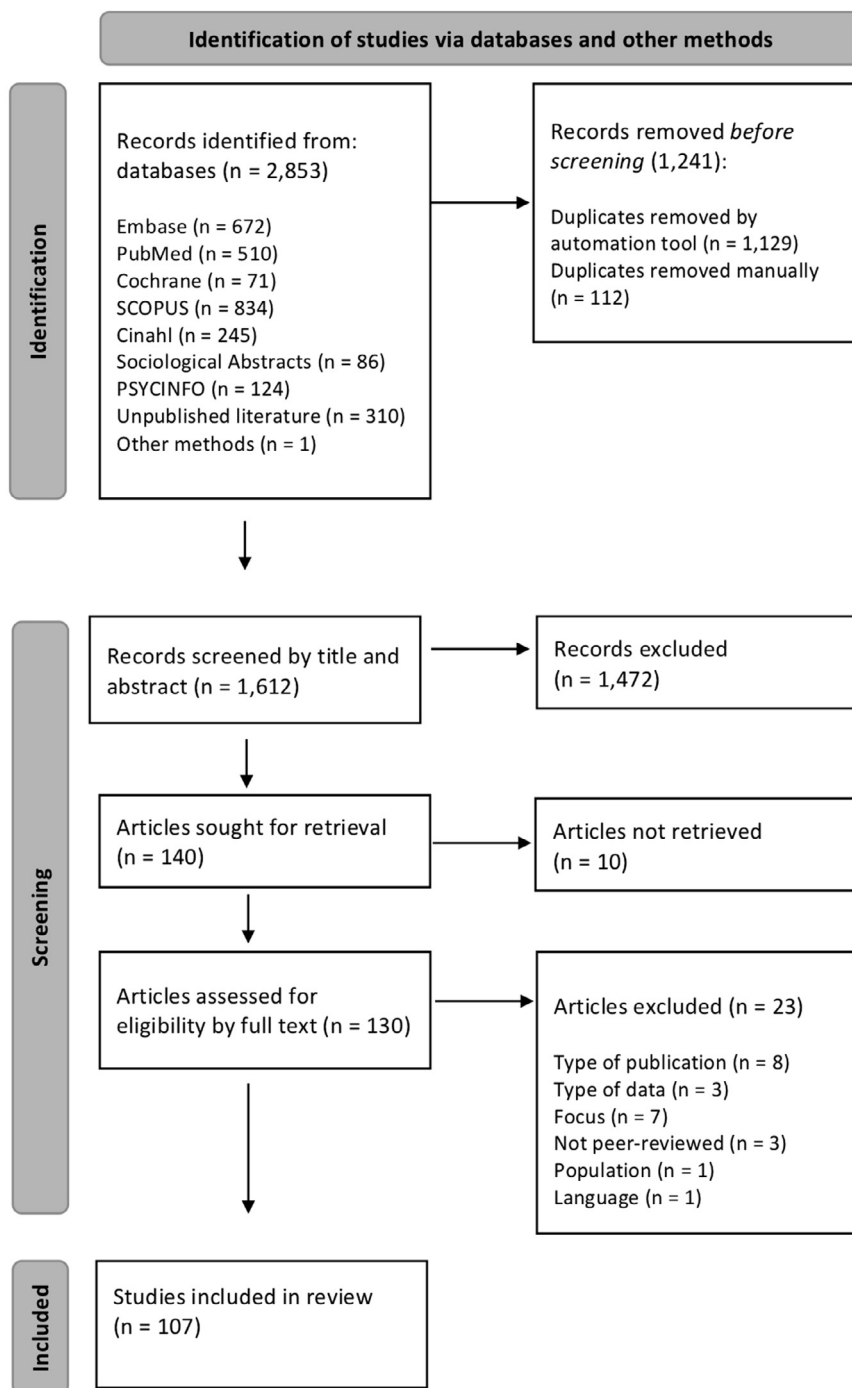 Identification of studies via databases and other methods
Identification
Records identified from:
databases (n = 2,853)
Embase (n = 672)
PubMed (n = 510)
Cochrane (n = 71)
SCOPUS (n = 834)
Cinahl (n = 245)
Sociological Abstracts (n = 86)
PSYCINFO (n = 124)
Unpublished literature (n = 310)
Other methods (n = 1)
Records removed before
screening (1,241):
Duplicates removed by
automation tool (n = 1,129)
Duplicates removed manually
(n = 112)
Screening
Records screened by title and
abstract (n = 1,612)
Records excluded
(n = 1,472)
Articles sought for retrieval
(n = 140)
Articles not retrieved
(n = 10)
Articles assessed for
eligibility by full text (n = 130)
Articles excluded (n = 23)
Type of publication (n = 8)
Type of data (n = 3)
Focus (n = 7)
Not peer-reviewed (n = 3)
Population (n = 1)
Language (n = 1)
Included
Studies included in review
(n = 107)